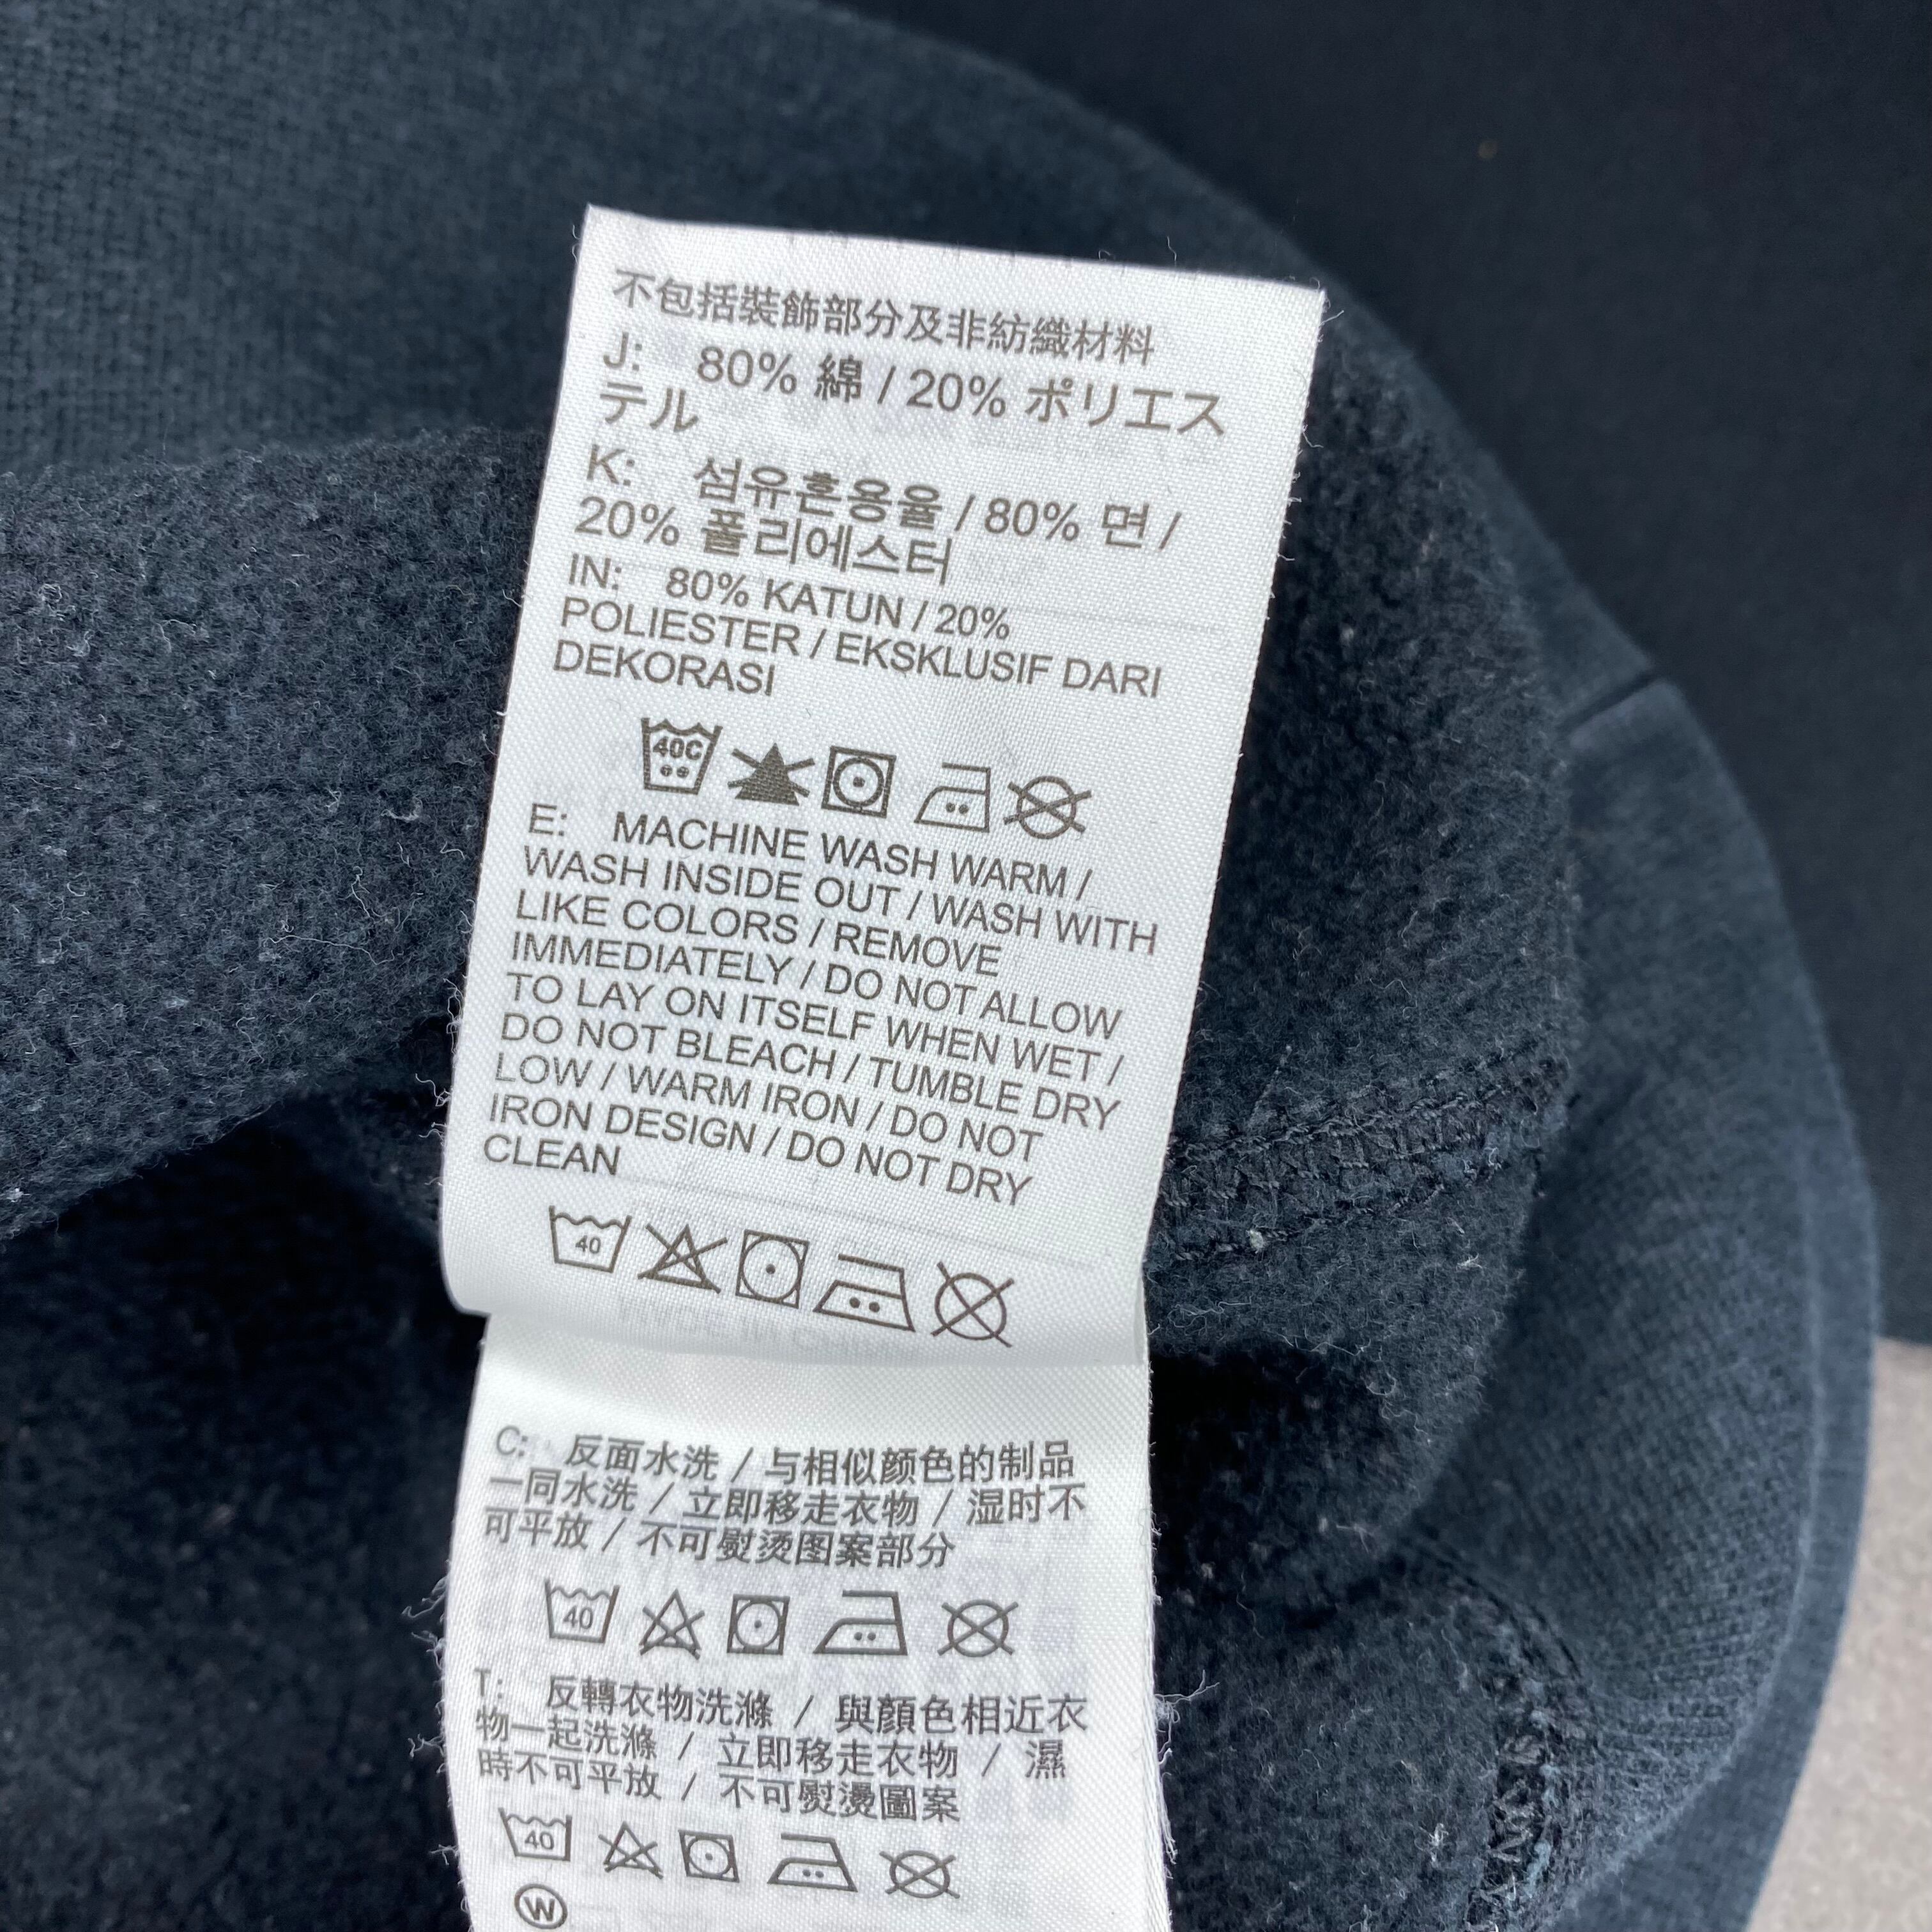 不包括裝飾部分及非紡織材料
J: 80% 綿 / 20% ポリエス
テル
K: 섬유혼용율 / 80% 면 /
20% 폴리에스터
IN: 80% KATUN / 20%
POLIESTER / EKSKLUSIF DARI
DEKORASI
40C
E: MACHINE WASH WARM /
WASH INSIDE OUT / WASH WITH
LIKE COLORS / REMOVE
IMMEDIATELY / DO NOT ALLOW
TO LAY ON ITSELF WHEN WET /
DO NOT BLEACH / TUMBLE DRY
LOW / WARM IRON / DO NOT
IRON DESIGN / DO NOT DRY
CLEAN
40
C: 反面水洗 / 与相似颜色的制品
一同水洗 / 立即移走衣物 / 湿时不
可平放 / 不可熨烫图案部分
40
T: 反轉衣物洗滌 / 與顏色相近衣
物一起洗滌 / 立即移走衣物 / 濕
時不可平放 / 不可熨燙圖案
40
W